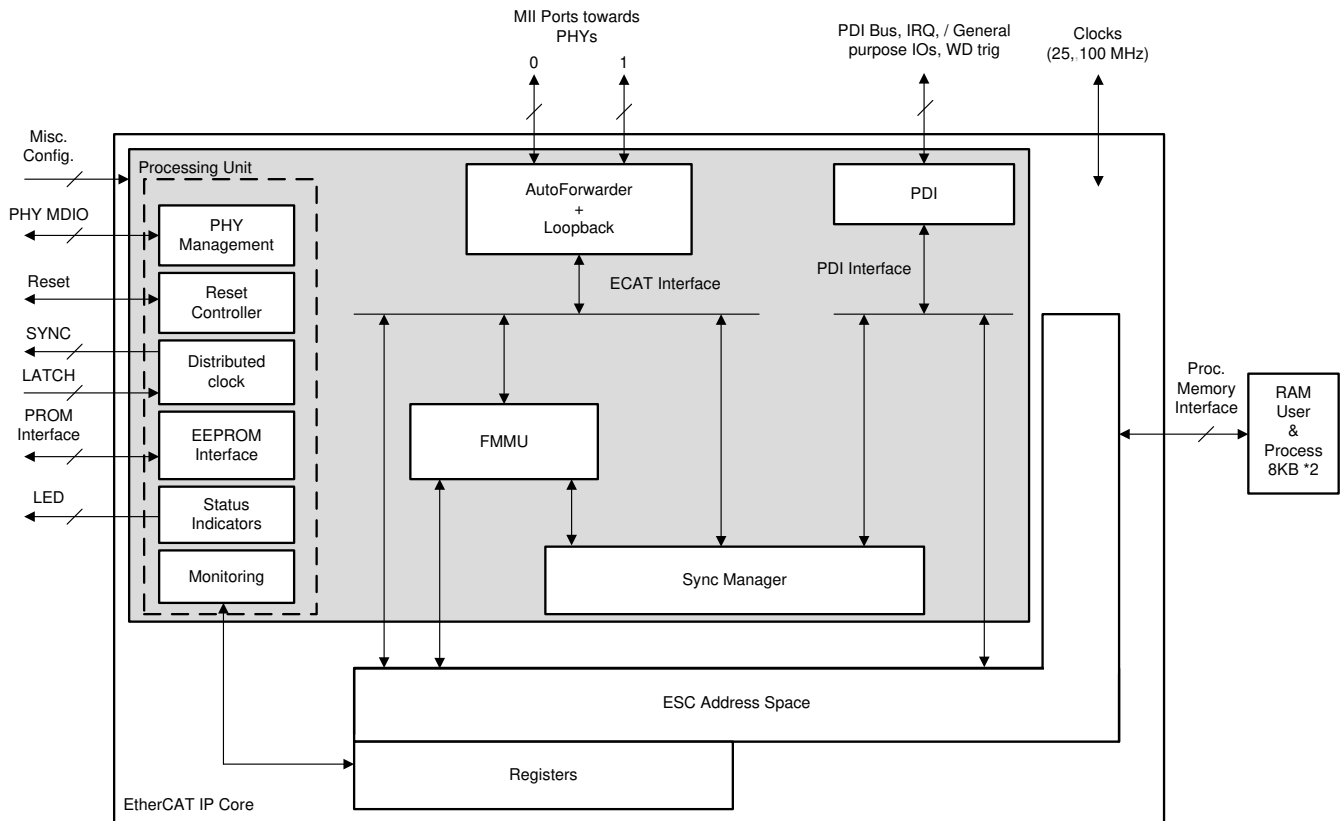 MII Ports towards
PHYs
0
1
PDI Bus, IRQ, / General
purpose IOs, WD trig
Clocks
(25, 100 MHz)
Misc.
Config.
Processing Unit
PHY MDIO
PHY
Management
Reset
Reset
Controller
SYNC
LATCH
Distributed
clock
PROM
Interface
EEPROM
Interface
LED
Status
Indicators
Monitoring
AutoForwarder
+
Loopback
PDI
ECAT Interface
PDI Interface
FMMU
Sync Manager
Proc.
Memory
Interface
RAM
User
&
Process
8KB *2
ESC Address Space
Registers
EtherCAT IP Core